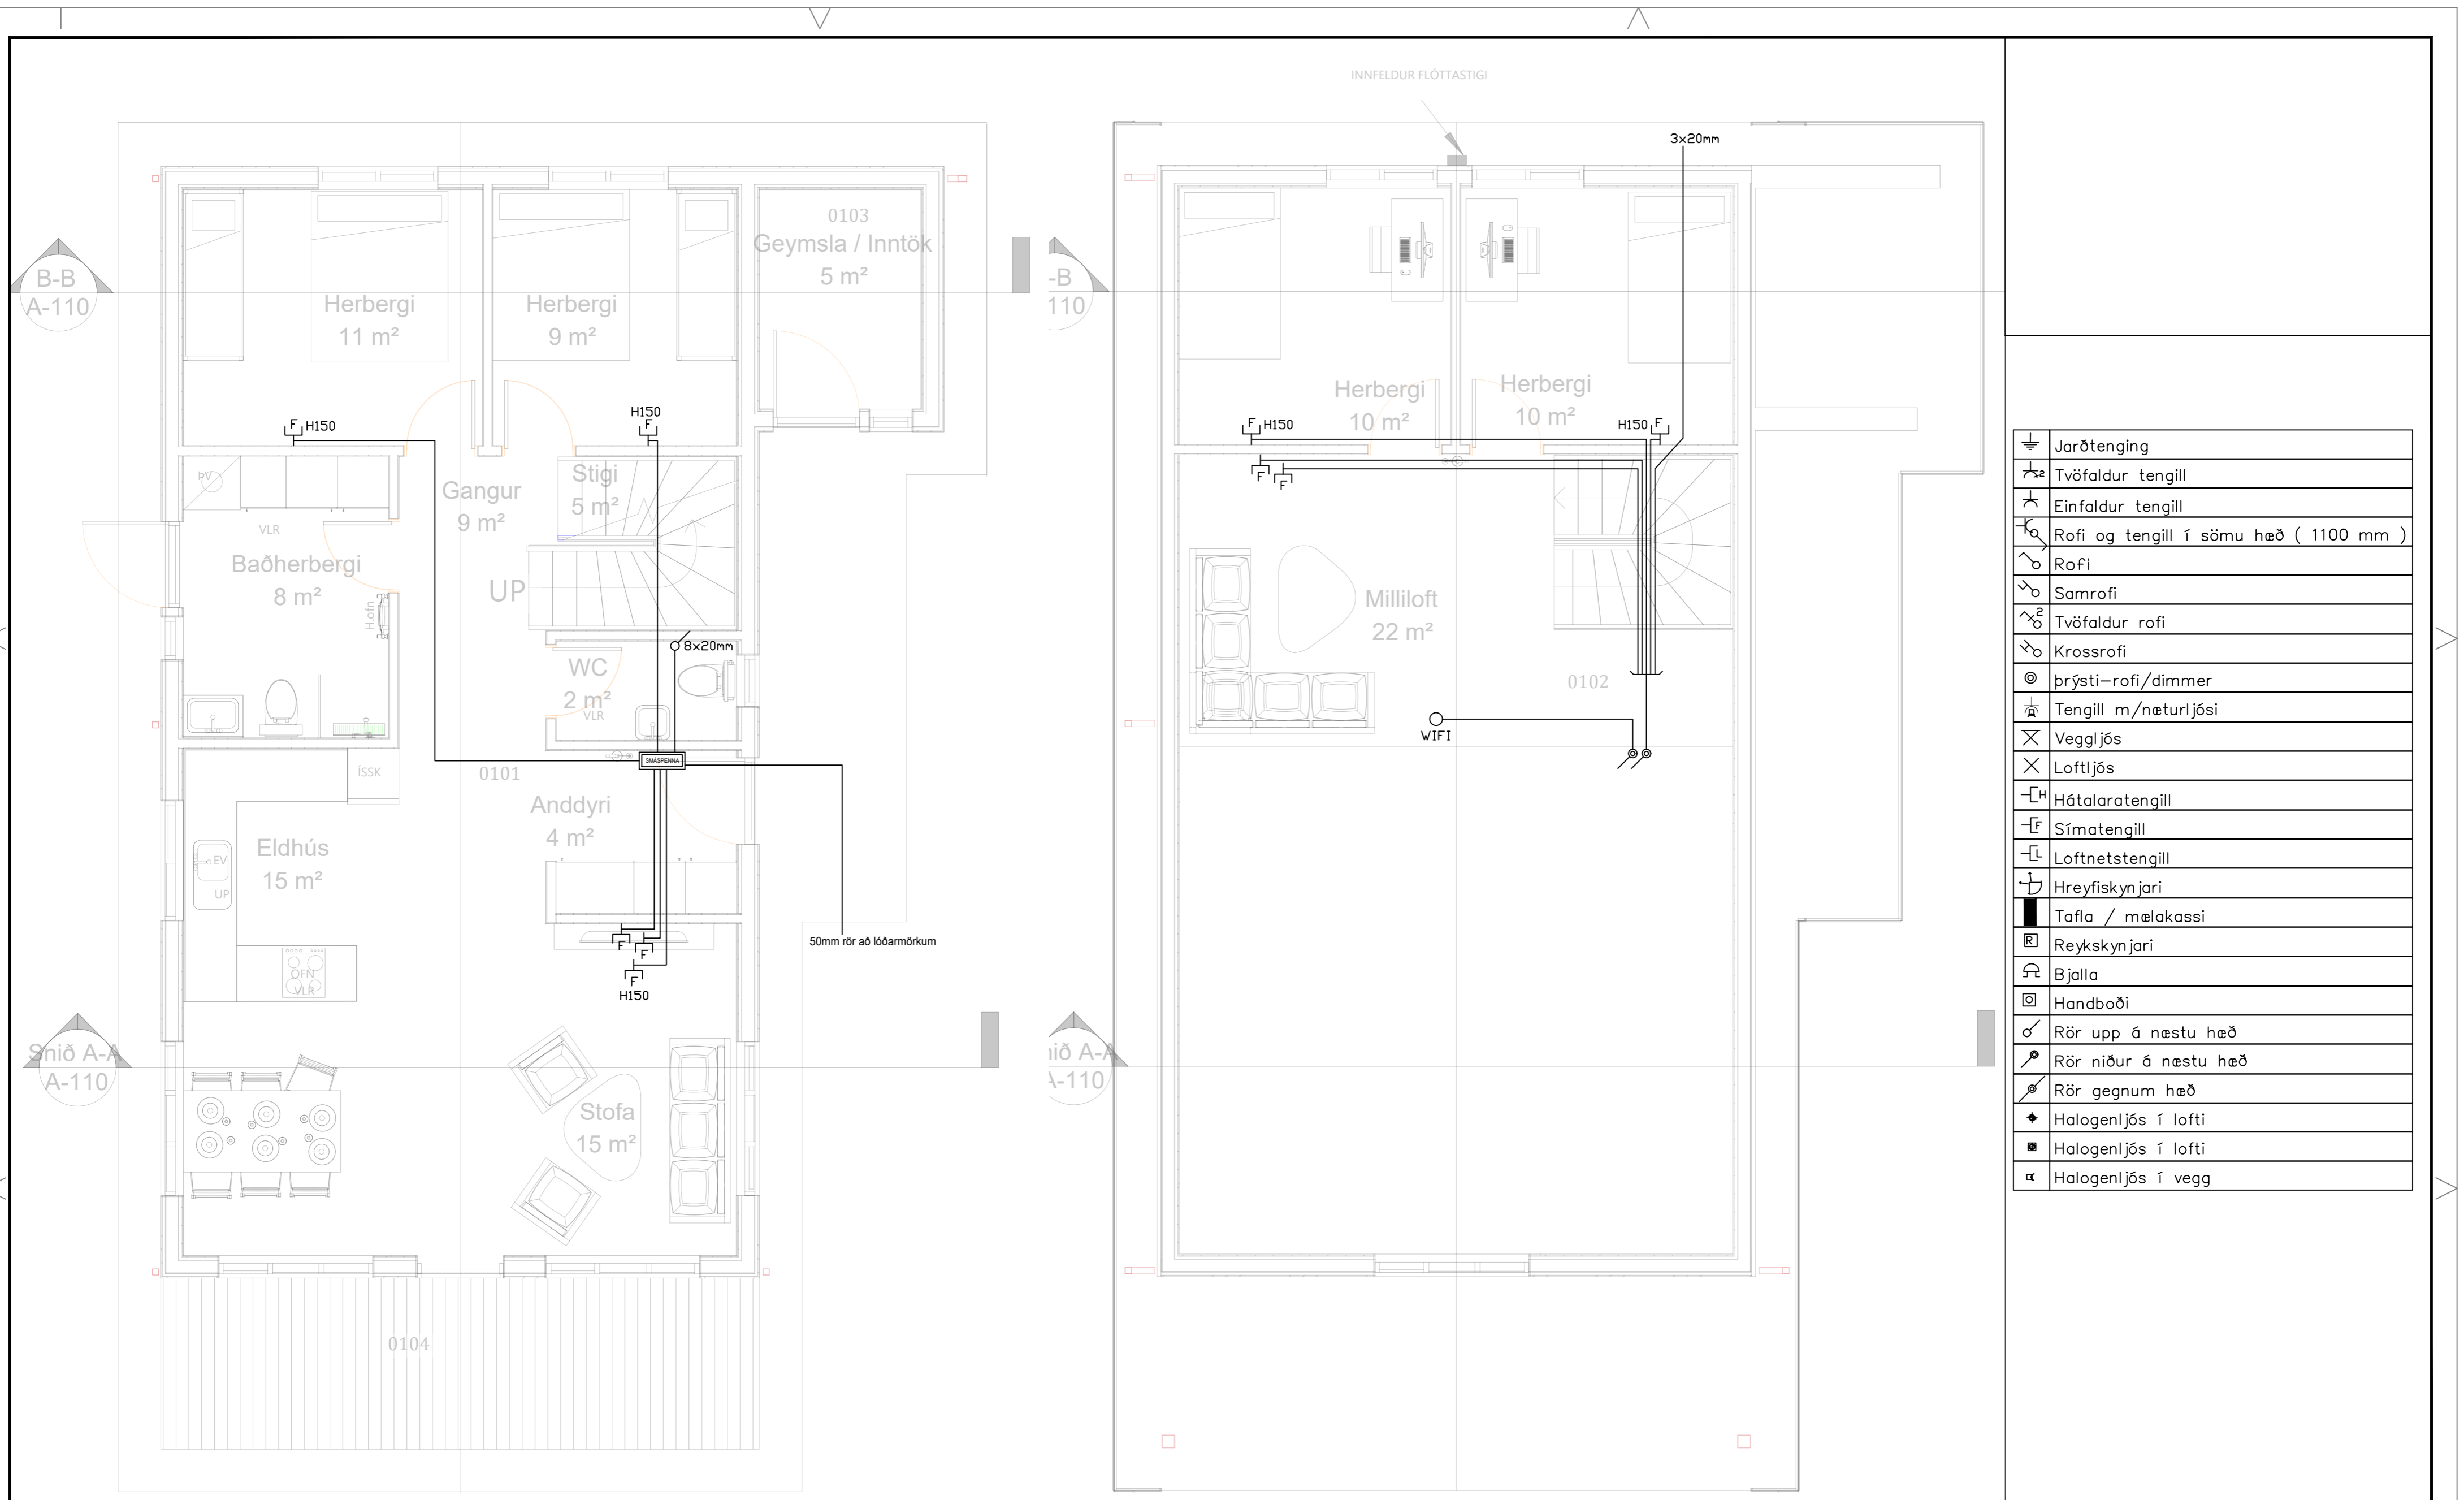 INNFELDUR FLÓTTASTIGI
3x20mm
B-B
A-110
Herbergi
11 m²
Herbergi
9 m²
0103
Geymsla / Inntök
5 m²
-B
110
Herbergi
10 m²
Herbergi
10 m²
F H150
H150
F
F H150
H150 F
F
F
ÞV
VLR
Gangur
9 m²
Stigi
5 m²
Baðherbergi
8 m²
H.ofn
UP
8x20mm
WC
2 m²
VLR
SMÁSPENNA
Milliloft
22 m²
0102
WIFI
ÍSSK
0101
Anddyri
4 m²
Eldhús
15 m²
EV
UP
OFN
VLR
F
F
F
H150
50mm rör að lóðarmörkum
Snið A-A
A-110
Stofa
15 m²
0104
ið A-A
-110
Jarðtenging
2 Tvöfaldur tengill
Einfaldur tengill
Rofi og tengill í sömu hæð ( 1100 mm )
Rofi
Samrofi
2 Tvöfaldur rofi
Krossrofi
þrýsti-rofi/dimmer
Tengill m/næturljósi
Veggljós
Loftljós
H Hátalaratengill
F Símatengill
L Loftnetstengill
Hreyfiskynjari
Tafla / mælakassi
R Reykskynjari
Bjalla
Handboði
Rör upp á næstu hæð
Rör niður á næstu hæð
Rör gegnum hæð
Halogenljós í lofti
Halogenljós í lofti
Halogenljós í vegg